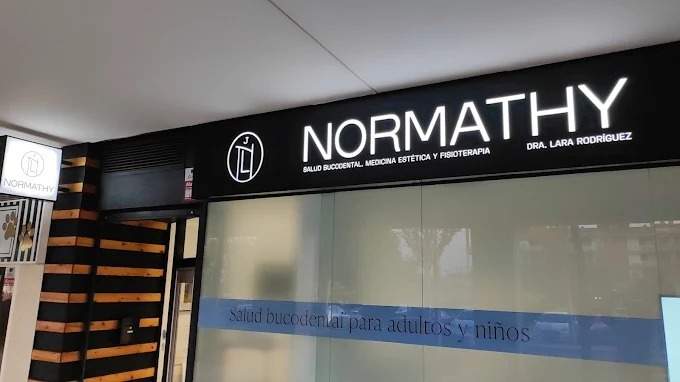 NORMATHY
SALUD BUCODENTAL, MEDICINA ESTÉTICA Y FISIOTERAPIA
DRA. LARA RODRÍGUEZ
NORMATHY
Salud bucodental para adultos y niños